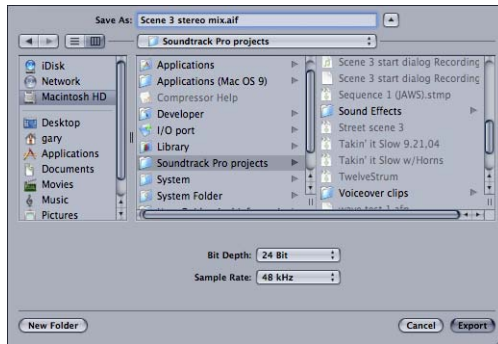 Save As: Scene 3 stereo mix.aif
Soundtrack Pro projects
iDisk
Network
Macintosh HD
Desktop
gary
Applications
Documents
Movies
Music
Pictures
Applications
Applications (Mac OS 9)
Compressor Help
Developer
I/O port
Library
Soundtrack Pro projects
System
System Folder
Scene 3 start dialog Recording
Scene 3 start dialog Recording
Sequence 1 (JAWS).stmp
Sound Effects
Street scene 3
Takin' it Slow 9.21,04
Takin' it Slow w/Horns
TwelveStrum
Voiceover clips
Bit Depth: 24 Bit
Sample Rate: 48 kHz
New Folder
Cancel
Export